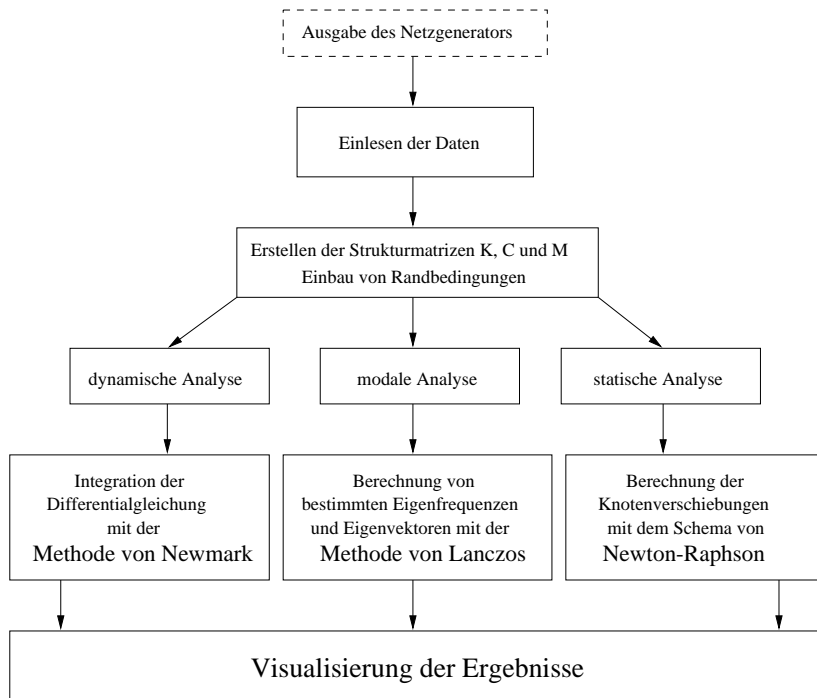 Ausgabe des Netzgenerators
Einlesen der Daten
Erstellen der Strukturmatrizen K, C und M
Einbau von Randbedingungen
dynamische Analyse
modale Analyse
statische Analyse
Integration der
Differentialgleichung
mit der
Methode von Newmark
Berechnung von
bestimmten Eigenfrequenzen
und Eigenvektoren mit der
Methode von Lanczos
Berechnung der
Knotenverschiebungen
mit dem Schema von
Newton-Raphson
Visualisierung der Ergebnisse